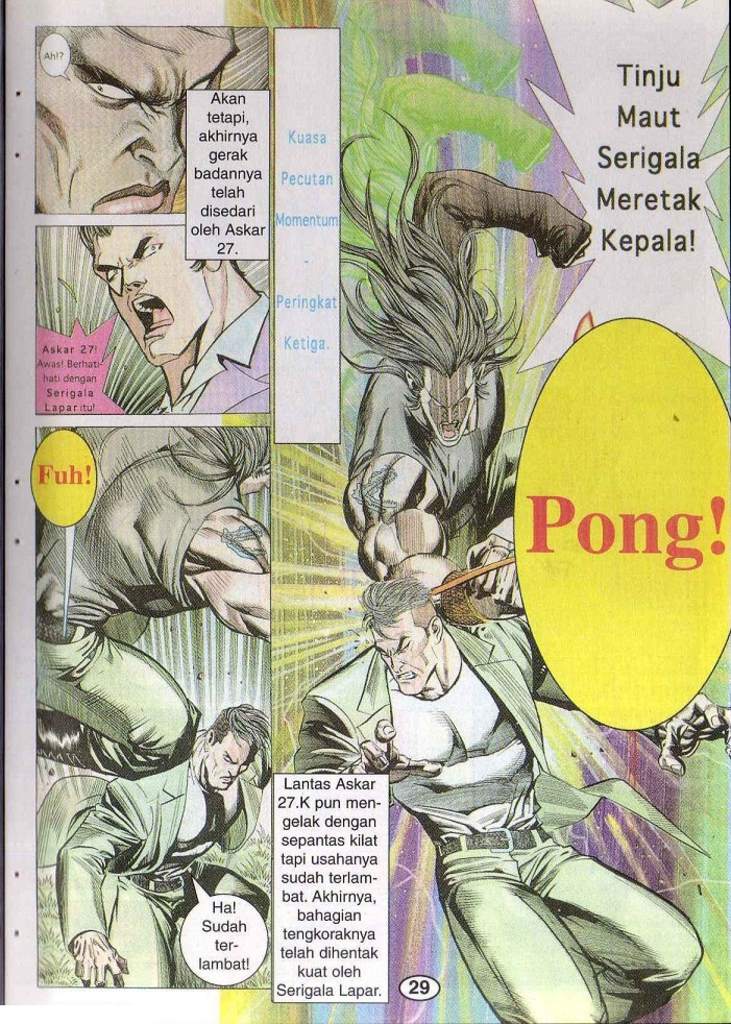 Ah!?
Akan
tetapi,
akhirnya
gerak
badannya
telah
disedari
oleh Askar
27.
Askar 27!
Awas! Berhati-
hati dengan
Serigala
Lapar itu!
Kuasa
Pecutan
Momentum
-
Peringkat
Ketiga.
Tinju
Maut
Serigala
Meretak
Kepala!
Fuh!
Pong!
Ha!
Sudah
ter-
lambat!
Lantas Askar
27.K pun men-
gelak dengan
sepantas kilat
tapi usahanya
sudah terlam-
bat. Akhirnya,
bahagian
tengkoraknya
telah dihentak
kuat oleh
Serigala Lapar.
29